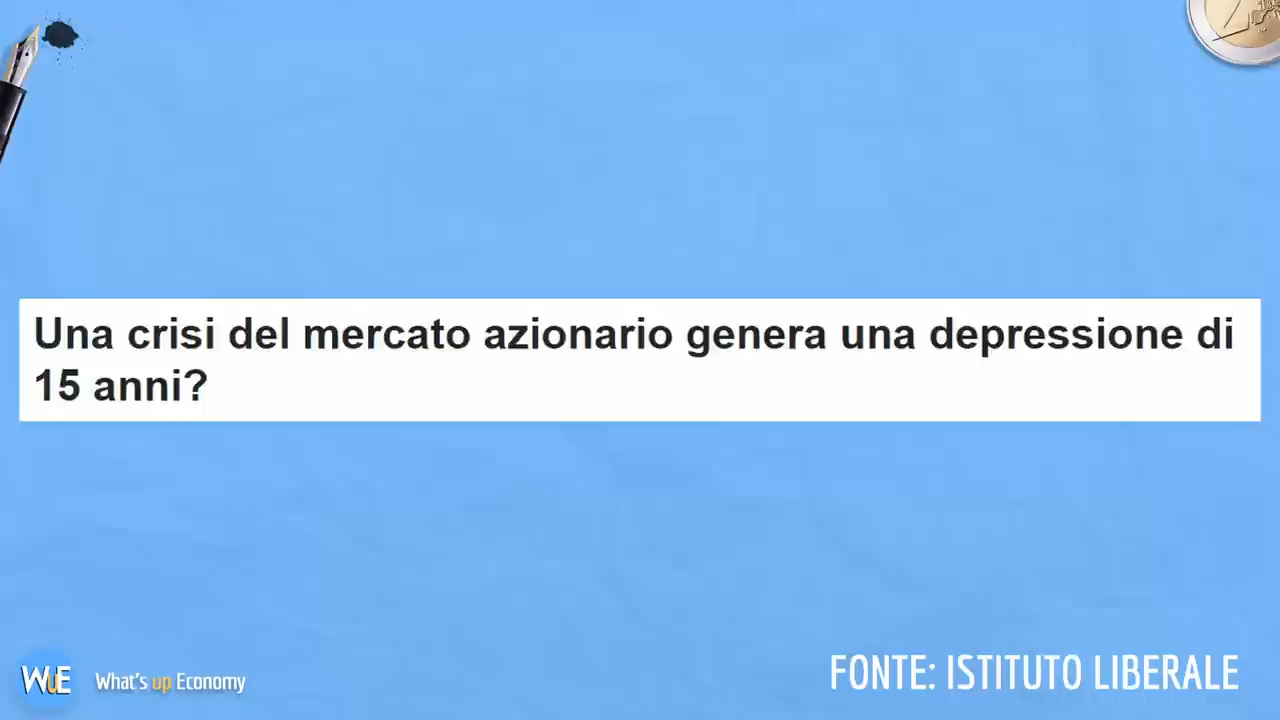 Una crisi del mercato azionario genera una depressione di
15 anni?
WuE What's up Economy
FONTE: ISTITUTO LIBERALE